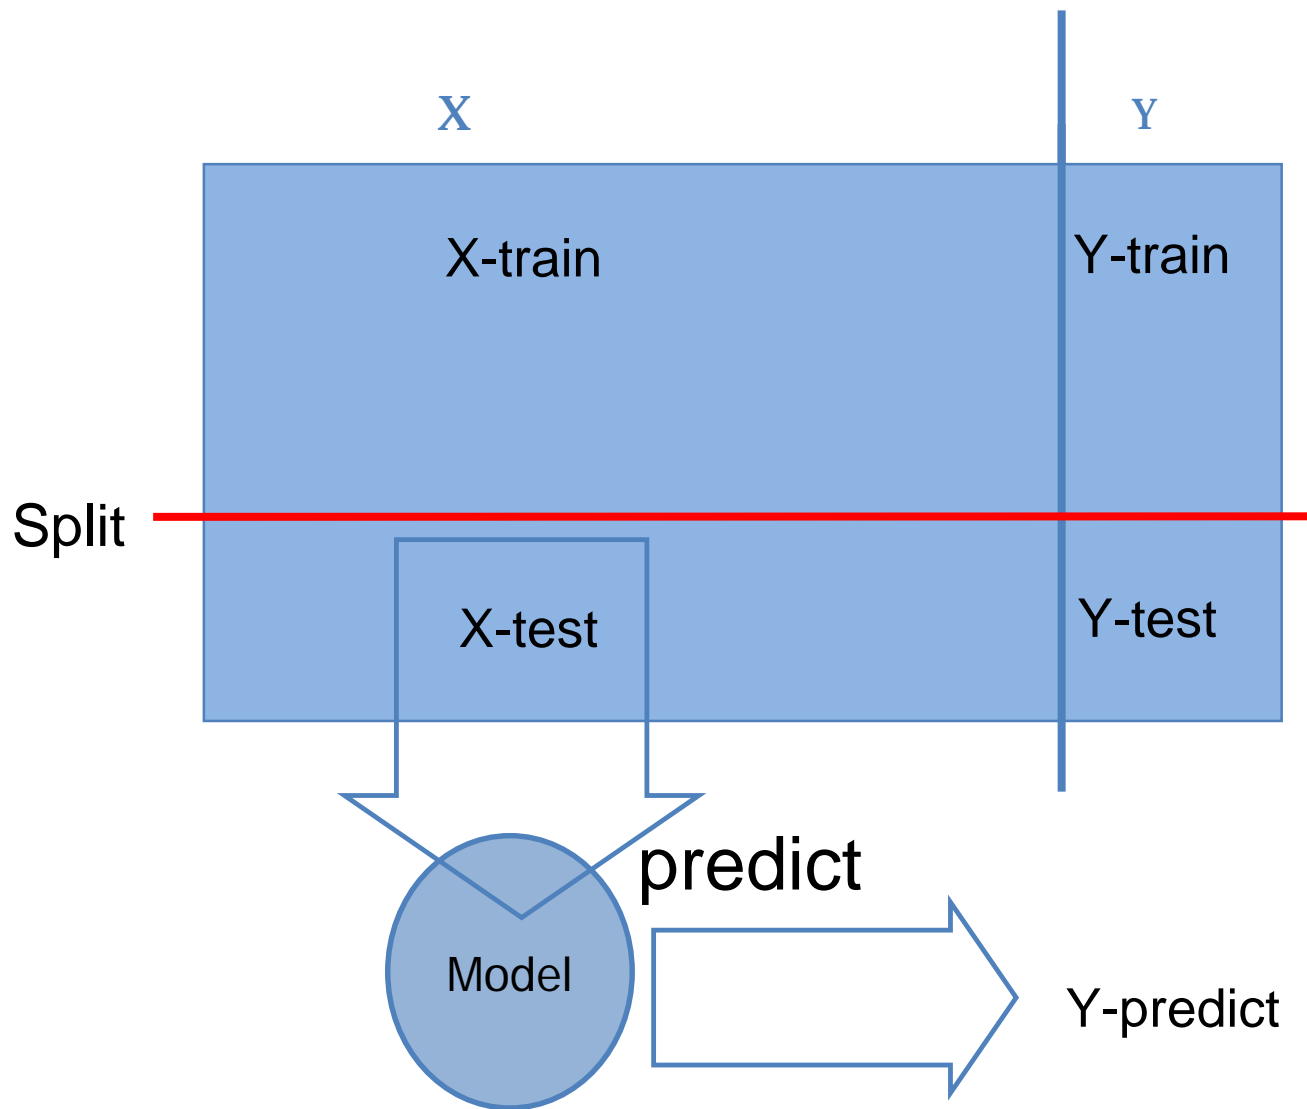 X
Y
X-train
Y-train
Split
X-test
Y-test
predict
Model
Y-predict